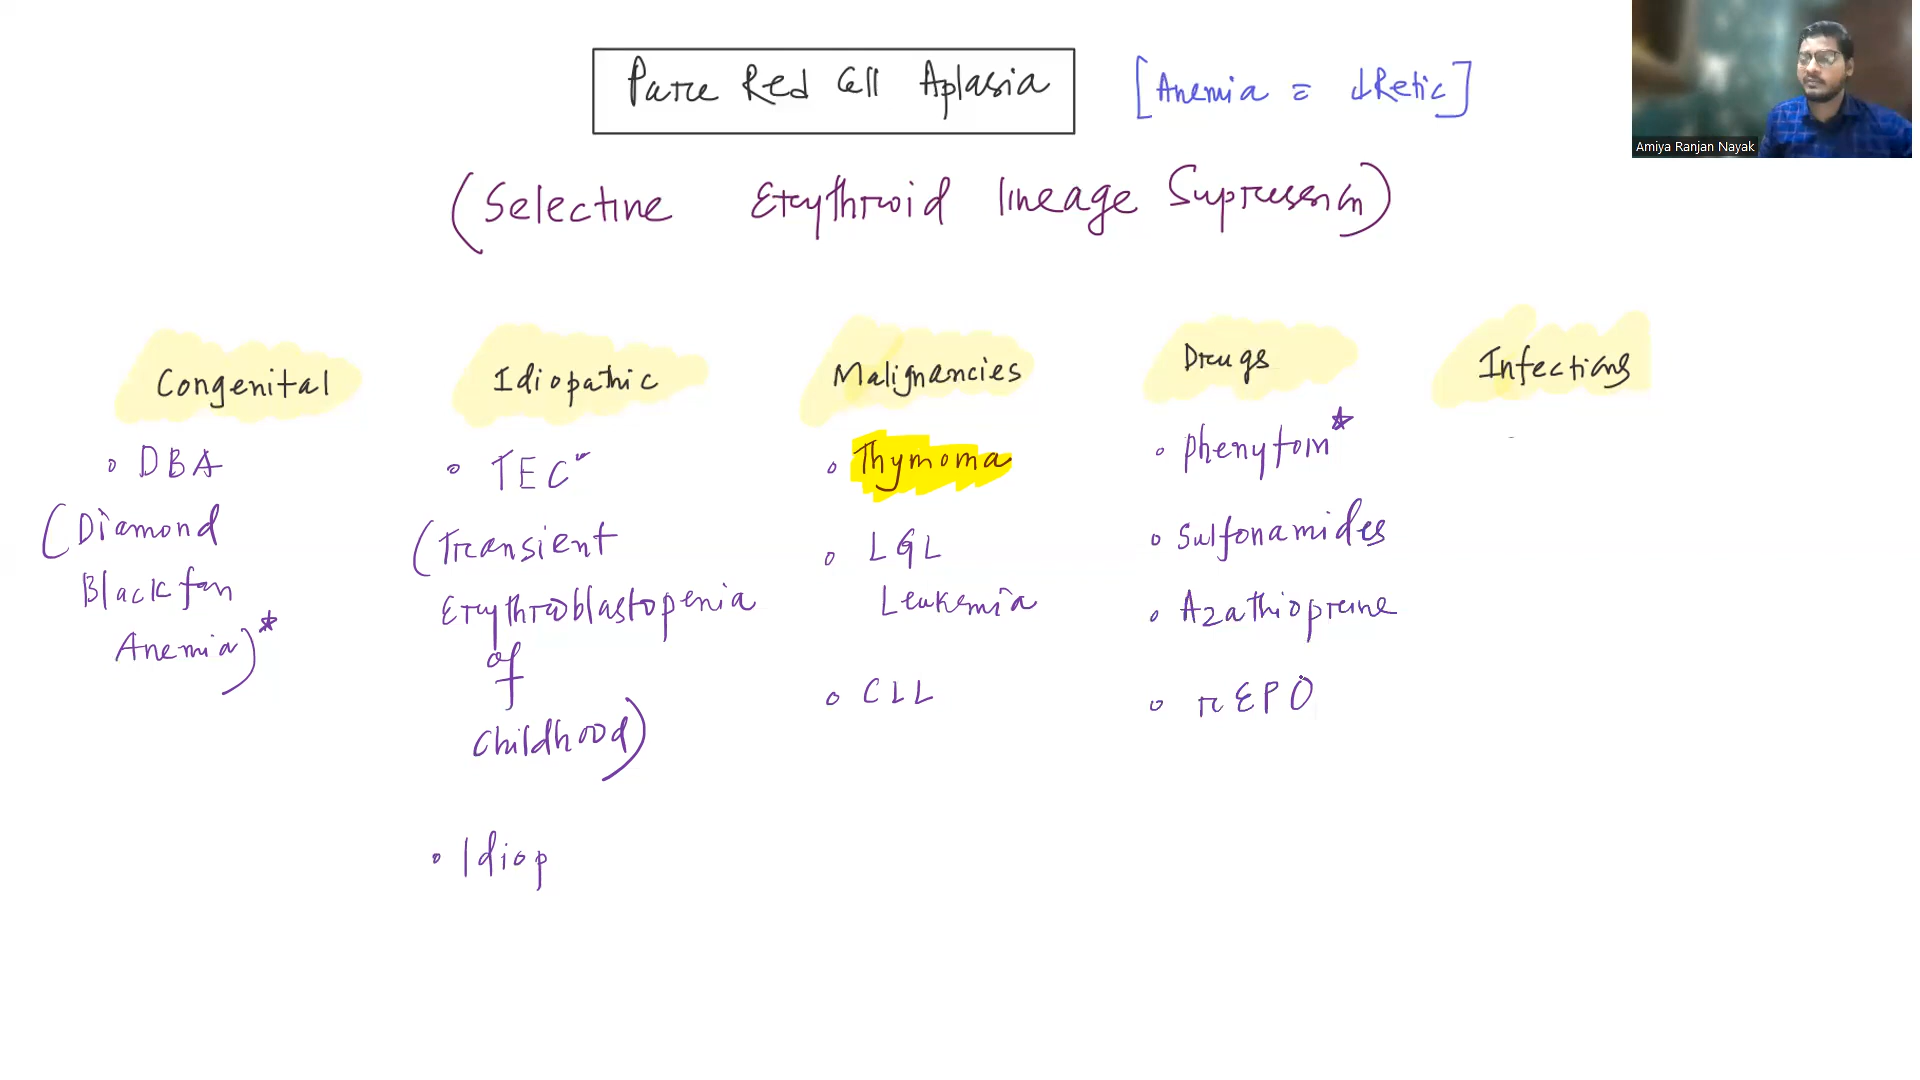 Pure Red Cell Aplasia
[Anemia = ↓Retic]
Amiya Ranjan Nayak
(Selective Erythroid lineage Supression)
Congenital
• DBA
(Diamond
Blackfan
Anemia)*
Idiopathic
• TEC
(Transient
Erythroblastopenia
of
Childhood)
• Idiop
Malignancies
• Thymoma
• LGL
Leukemia
• CLL
Drugs
• Phenytoin*
• Sulfonamides
• Azathioprine
• rEPO
Infections